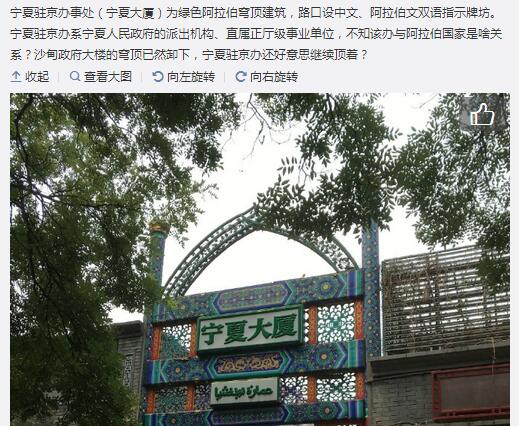 宁夏驻京办事处（宁夏大厦）为绿色阿拉伯穹顶建筑，路口设中文、阿拉伯文双语指示牌坊。
宁夏驻京办系宁夏人民政府的派出机构、直属正厅级事业单位，不知该办与阿拉伯国家是啥关
系？沙甸政府大楼的穹顶已然卸下，宁夏驻京办还好意思继续顶着？
收起 查看大图 向左旋转 向右旋转
宁夏大厦
عمارة نينغشيا